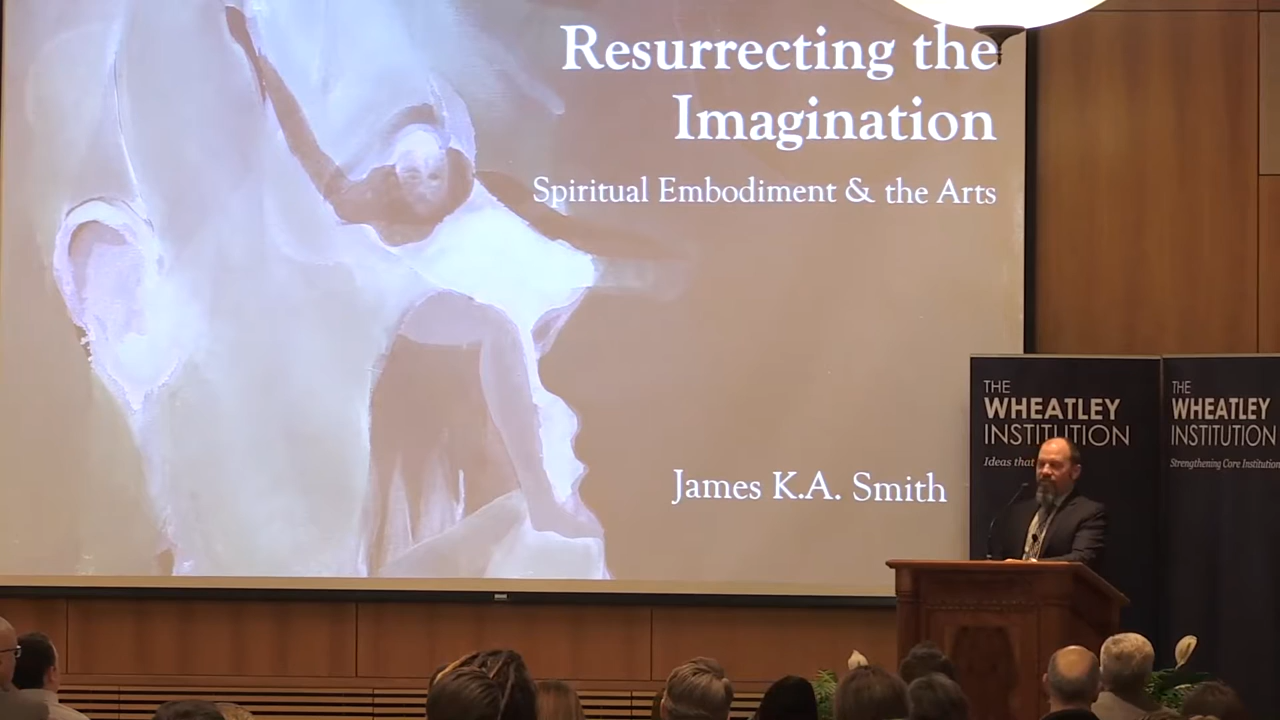 Resurrecting the
Imagination
Spiritual Embodiment & the Arts
James K.A. Smith
THE
WHEATLEY
INSTITUTION
Ideas that
THE
WHEATLEY
INSTITUTION
Strengthening Core Institution